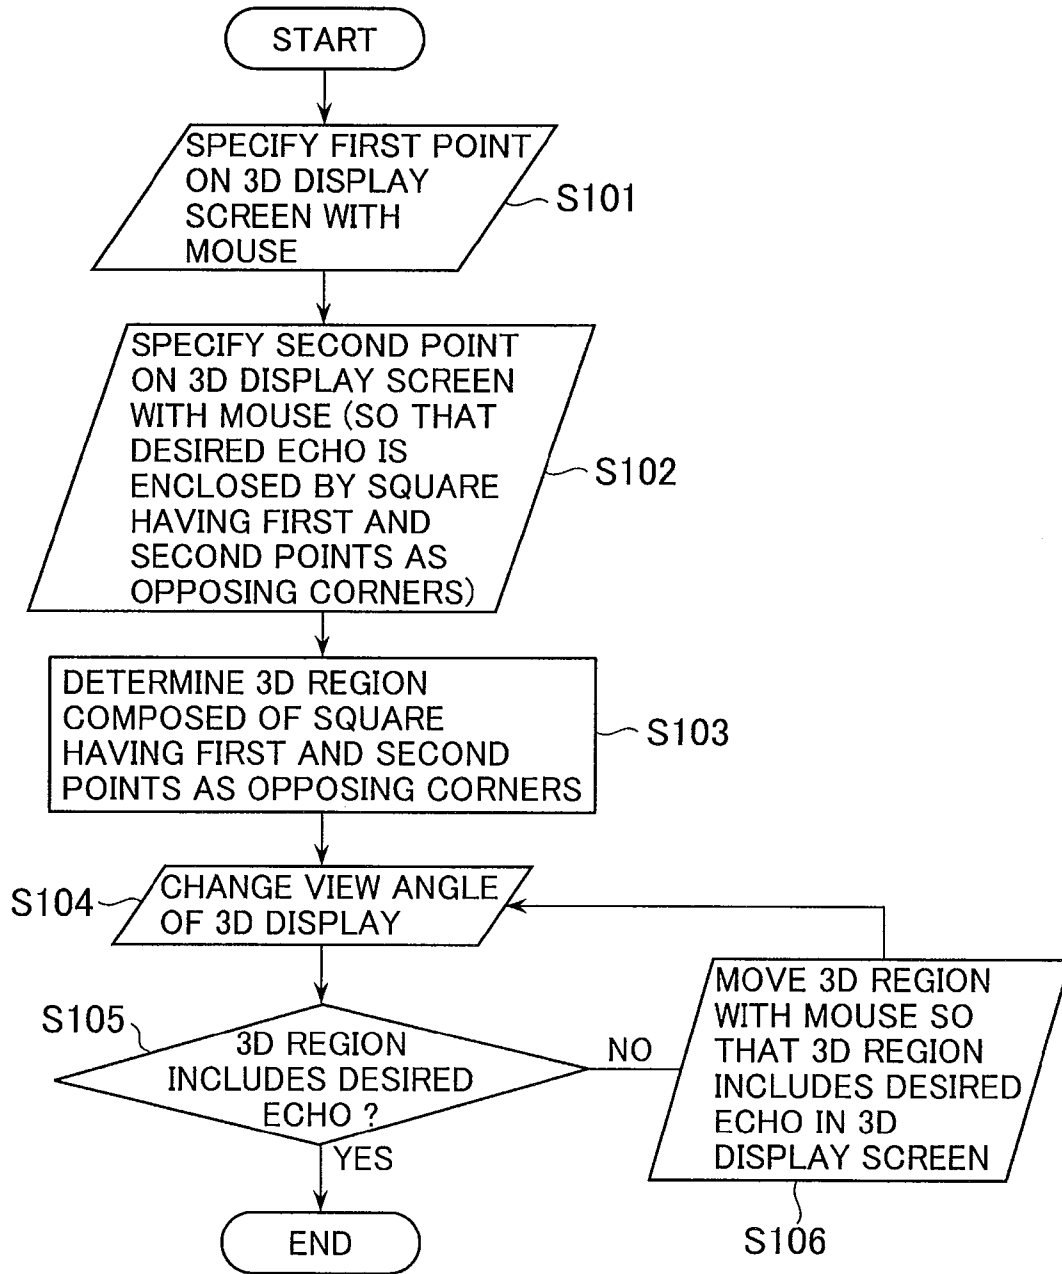 START
SPECIFY FIRST POINT
ON 3D DISPLAY
SCREEN WITH
MOUSE
S101
SPECIFY SECOND POINT
ON 3D DISPLAY SCREEN
WITH MOUSE (SO THAT
DESIRED ECHO IS
ENCLOSED BY SQUARE
HAVING FIRST AND
SECOND POINTS AS
OPPOSING CORNERS)
S102
DETERMINE 3D REGION
COMPOSED OF SQUARE
HAVING FIRST AND SECOND
POINTS AS OPPOSING CORNERS
S103
S104
CHANGE VIEW ANGLE
OF 3D DISPLAY
S105
3D REGION
INCLUDES DESIRED
ECHO ?
NO
YES
MOVE 3D REGION
WITH MOUSE SO
THAT 3D REGION
INCLUDES DESIRED
ECHO IN 3D
DISPLAY SCREEN
S106
END